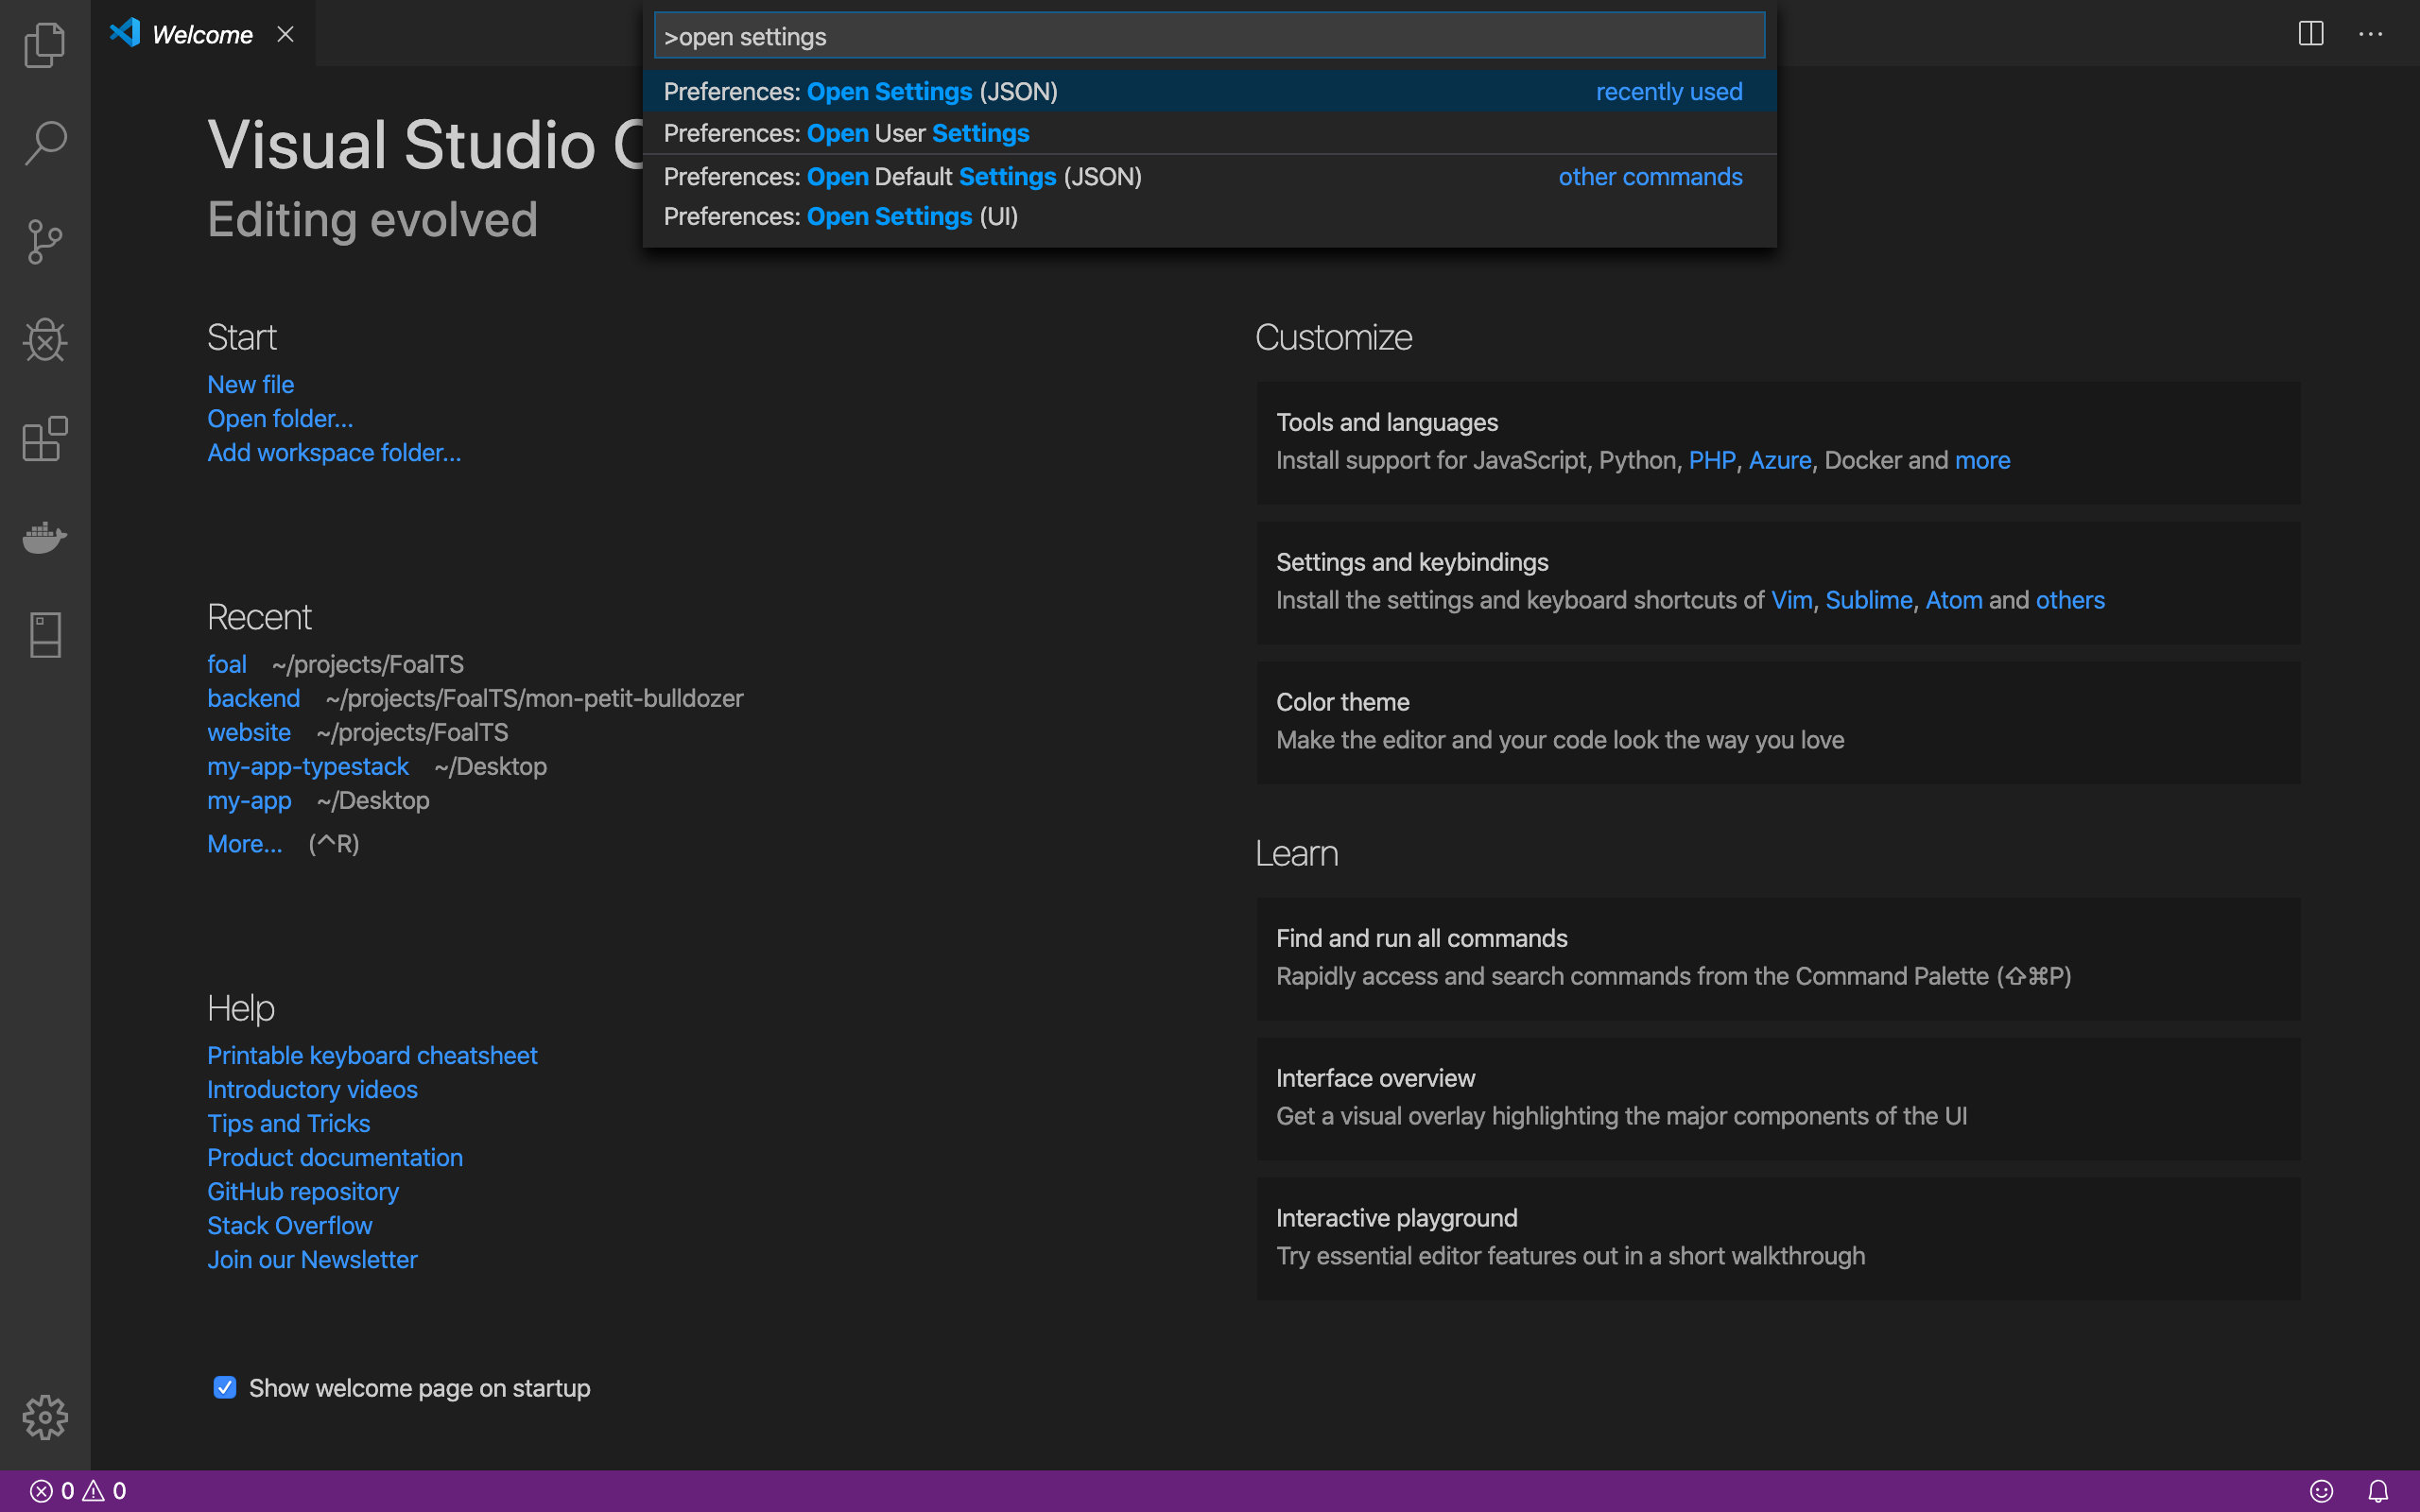 Welcome
>open settings
Preferences: Open Settings (JSON) recently used
Preferences: Open User Settings
Preferences: Open Default Settings (JSON) other commands
Preferences: Open Settings (UI)
Visual Studio
Editing evolved
Start
New file
Open folder...
Add workspace folder...
Recent
foal ~/projects/FoalTS
backend ~/projects/FoalTS/mon-petit-bulldozer
website ~/projects/FoalTS
my-app-typestack ~/Desktop
my-app ~/Desktop
More... (^R)
Help
Printable keyboard cheatsheet
Introductory videos
Tips and Tricks
Product documentation
GitHub repository
Stack Overflow
Join our Newsletter
Show welcome page on startup
Customize
Tools and languages
Install support for JavaScript, Python, PHP, Azure, Docker and more
Settings and keybindings
Install the settings and keyboard shortcuts of Vim, Sublime, Atom and others
Color theme
Make the editor and your code look the way you love
Learn
Find and run all commands
Rapidly access and search commands from the Command Palette (⇧⌘P)
Interface overview
Get a visual overlay highlighting the major components of the UI
Interactive playground
Try essential editor features out in a short walkthrough
0 0